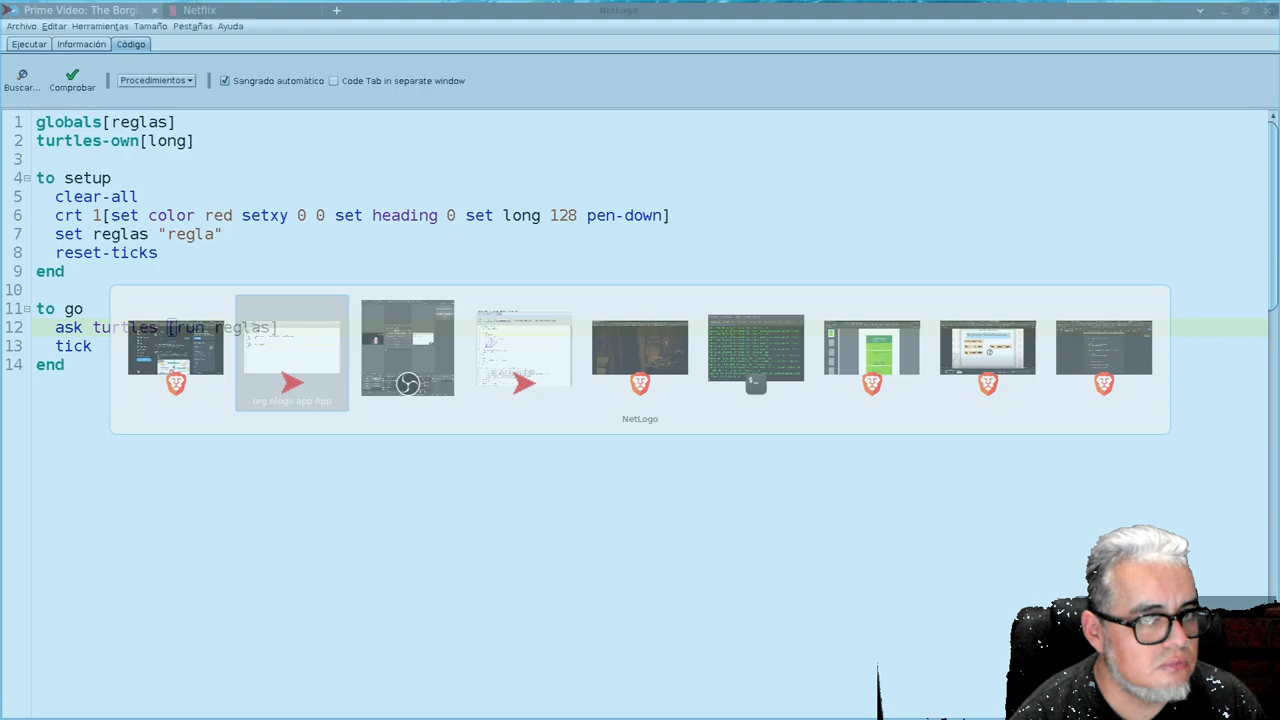 Prime Video: The Borgi
Netflix
NetLogo
Archivo Editar Herramientas Tamaño Pestañas Ayuda
Ejecutar Información Código
Buscar... Comprobar Procedimientos Sangrado automático Code Tab in separate window
1 globals[reglas]
2 turtles-own[long]
3
4 to setup
5 clear-all
6 crt 1[set color red setxy 0 0 set heading 0 set long 128 pen-down]
7 set reglas "regla"
8 reset-ticks
9 end
10
11 to go
12 ask turtles [run reglas]
13 tick
14 end
org nlogo app App
NetLogo